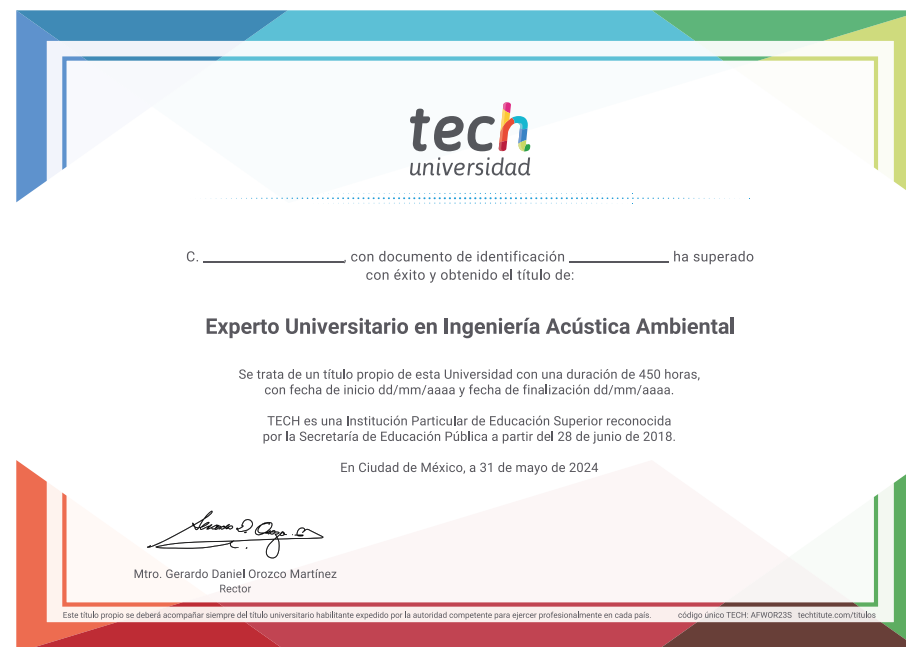 tech
universidad
C. ____________, con documento de identificación ____________ ha superado
con éxito y obtenido el título de:
Experto Universitario en Ingeniería Acústica Ambiental
Se trata de un título propio de esta Universidad con una duración de 450 horas,
con fecha de inicio dd/mm/aaaa y fecha de finalización dd/mm/aaaa.
TECH es una Institución Particular de Educación Superior reconocida
por la Secretaría de Educación Pública a partir del 28 de junio de 2018.
En Ciudad de México, a 31 de mayo de 2024
Mtro. Gerardo Daniel Orozco Martínez
Rector
Este título propio se deberá acompañar siempre del título universitario habilitante expedido por la autoridad competente para ejercer profesionalmente en cada país. código único TECH: AFWOR23S techtitute.com/titulos